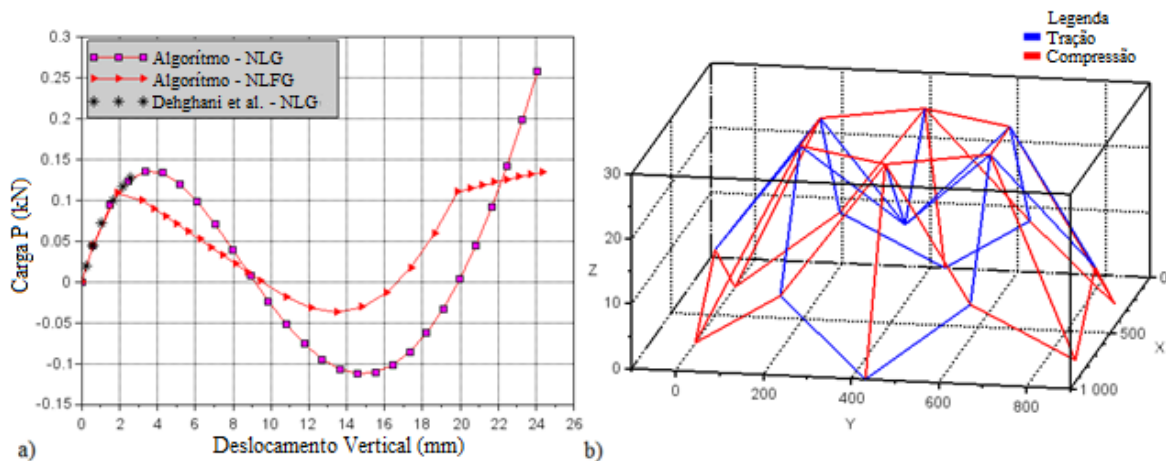 Algorítmo - NLG
Algorítmo - NLFG
Dehghani et al. - NLG
0.3
0.25
0.2
0.15
0.1
0.05
0
-0.05
-0.1
-0.15
Carga P (kN)
0 2 4 6 8 10 12 14 16 18 20 22 24 26
Deslocamento Vertical (mm)
a)
Legenda
Tração
Compressão
30
20
10
0
Z
0 200 400 600 800
Y
0
500
1 000
X
b)